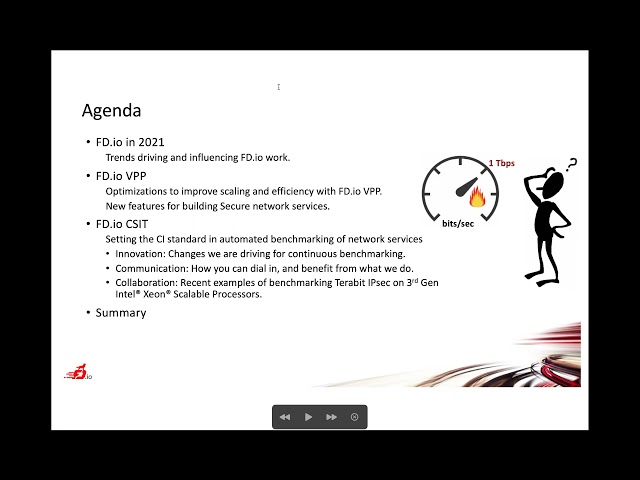 Agenda
• FD.io in 2021
Trends driving and influencing FD.io work.
• FD.io VPP
Optimizations to improve scaling and efficiency with FD.io VPP.
New features for building Secure network services.
• FD.io CSIT
Setting the CI standard in automated benchmarking of network services
• Innovation: Changes we are driving for continuous benchmarking.
• Communication: How you can dial in, and benefit from what we do.
• Collaboration: Recent examples of benchmarking Terabit IPsec on 3rd Gen
Intel® Xeon® Scalable Processors.
• Summary
1 Tbps
bits/sec
?
.io